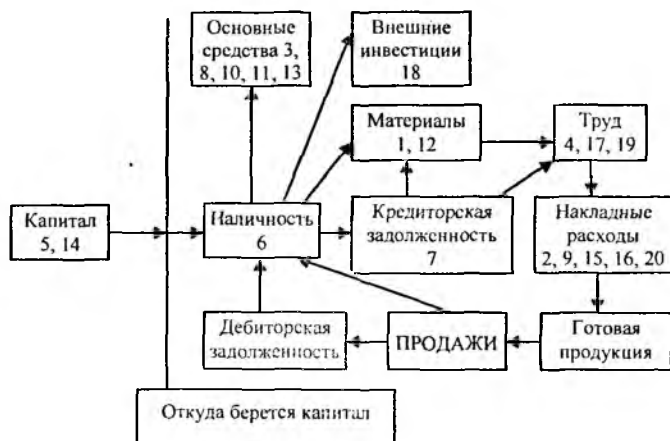 Основные
средства 3,
8, 10, 11, 13
Внешние
инвестиции
18
Материалы
1, 12
Труд
4, 17, 19
Капитал
5, 14
Наличность
6
Кредиторская
задолженность
7
Накладные
расходы
2, 9, 15, 16, 20
Дебиторская
задолженность
ПРОДАЖИ
Готовая
продукция
Откуда берется капитал